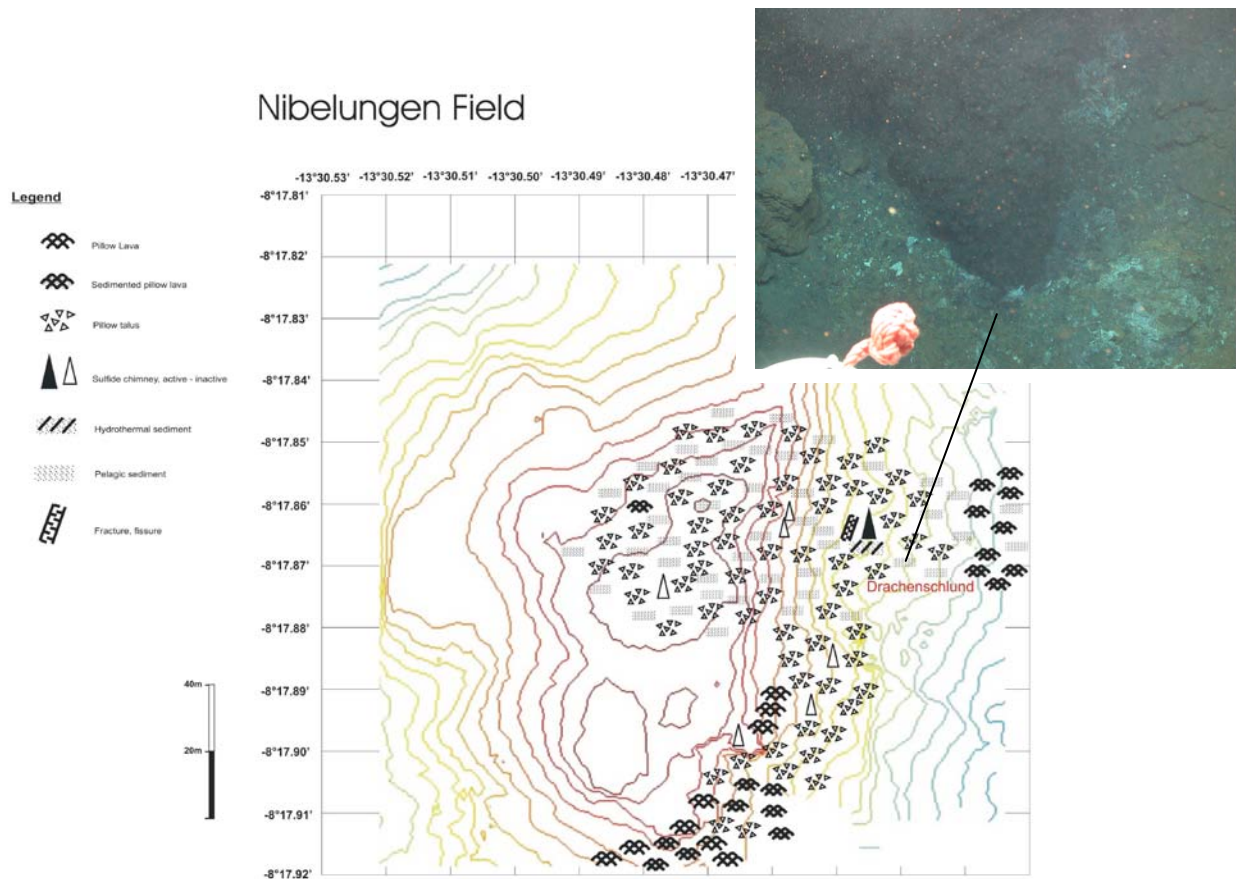 Nibelungen Field
-13°30.53' -13°30.52' -13°30.51' -13°30.50' -13°30.49' -13°30.48' -13°30.47'
Legend
Pillow Lava
Sedimented pillow lava
Pillow talus
Sulfide chimney, active - inactive
Hydrothermal sediment
Pelagic sediment
Fracture, fissure
-8°17.81'
-8°17.82'
-8°17.83'
-8°17.84'
-8°17.85'
-8°17.86'
-8°17.87'
-8°17.88'
-8°17.89'
-8°17.90'
-8°17.91'
-8°17.92'
Drachenschlund
40m
20m